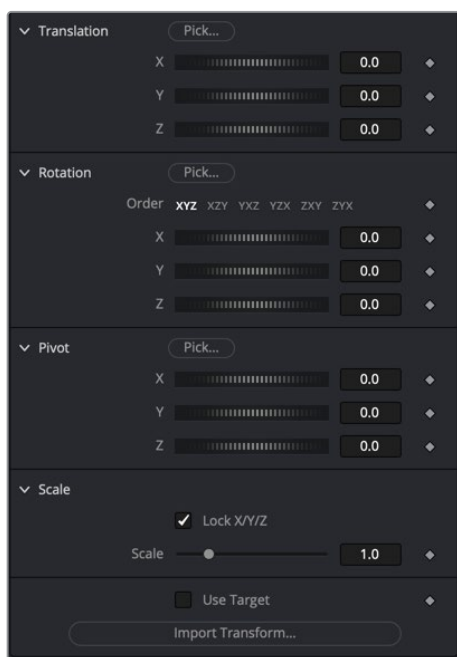 Translation Pick...
X 0.0
Y 0.0
Z 0.0
Rotation Pick...
Order XYZ XZY YXZ YZX ZXY ZYX
X 0.0
Y 0.0
Z 0.0
Pivot Pick...
X 0.0
Y 0.0
Z 0.0
Scale
Lock X/Y/Z
Scale 1.0
Use Target
Import Transform...